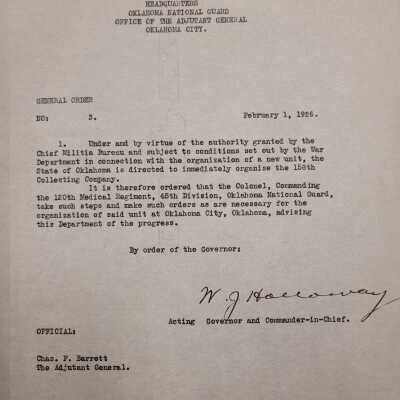 HEADQUARTERS
OKLAHOMA NATIONAL GUARD
OFFICE OF THE ADJUTANT GENERAL
OKLAHOMA CITY.
GENERAL ORDER
NO: 3. February 1, 1926.
1. Under and by virtue of the authority granted by the
Chief Militia Bureau and subject to conditions set out by the War
Department in connection with the organization of a new unit, the
State of Oklahoma is directed to immediately organize the 158th
Collecting Company.
It is therefore ordered that the Colonel, Commanding
the 120th Medical Regiment, 45th Division, Oklahoma National Guard,
take such steps and make such orders as are necessary for the
organization of said unit at Oklahoma City, Oklahoma, advising
this Department of the progress.
By order of the Governor:
W. J Holloway
Acting Governor and Commander-in-Chief.
OFFICIAL:
Chas. F. Barrett
The Adjutant General.